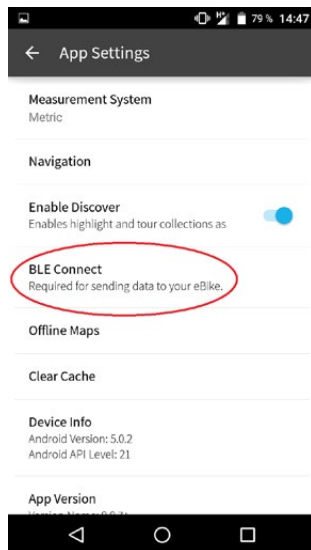 79 % 14:47
App Settings
Measurement System
Metric
Navigation
Enable Discover
Enables highlight and tour collections as
BLE Connect
Required for sending data to your eBike.
Offline Maps
Clear Cache
Device Info
Android Version: 5.0.2
Android API Level: 21
App Version